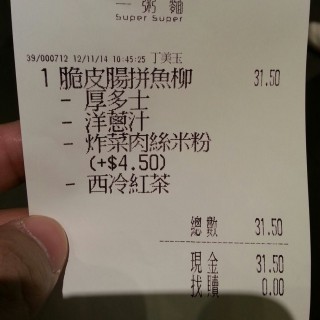 一粥麵
Super Super
39/000712 12/11/14 10:45:25 丁美玉
1 脆皮腸拼魚柳 31.50
- 厚多士
- 洋蔥汁
- 炸菜肉絲米粉
(+$4.50)
- 西冷紅茶
總數 31.50
現金 31.50
找贖 0.00